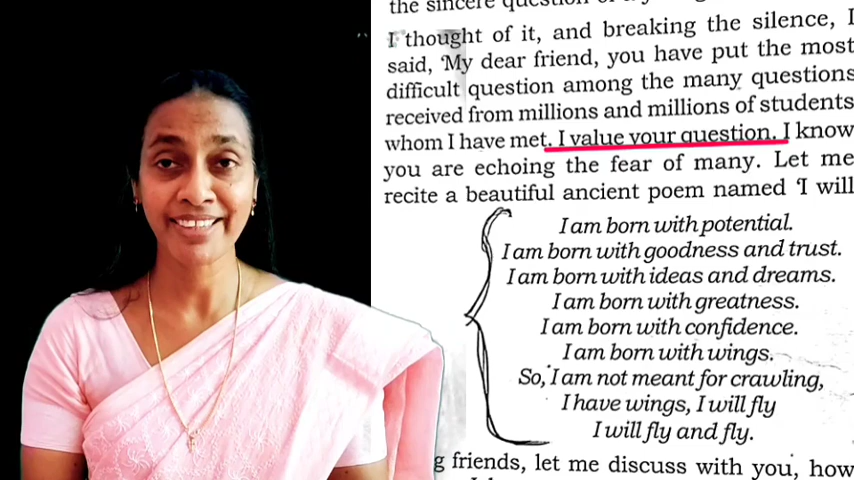 the sincere question of
I thought of it, and breaking the silence, I
said, 'My dear friend, you have put the most
difficult question among the many questions
received from millions and millions of students
whom I have met. I value your question. I know
you are echoing the fear of many. Let me
recite a beautiful ancient poem named 'I will
I am born with potential.
I am born with goodness and trust.
I am born with ideas and dreams.
I am born with greatness.
I am born with confidence.
I am born with wings.
So, I am not meant for crawling,
I have wings, I will fly
I will fly and fly.
g friends, let me discuss with you, how